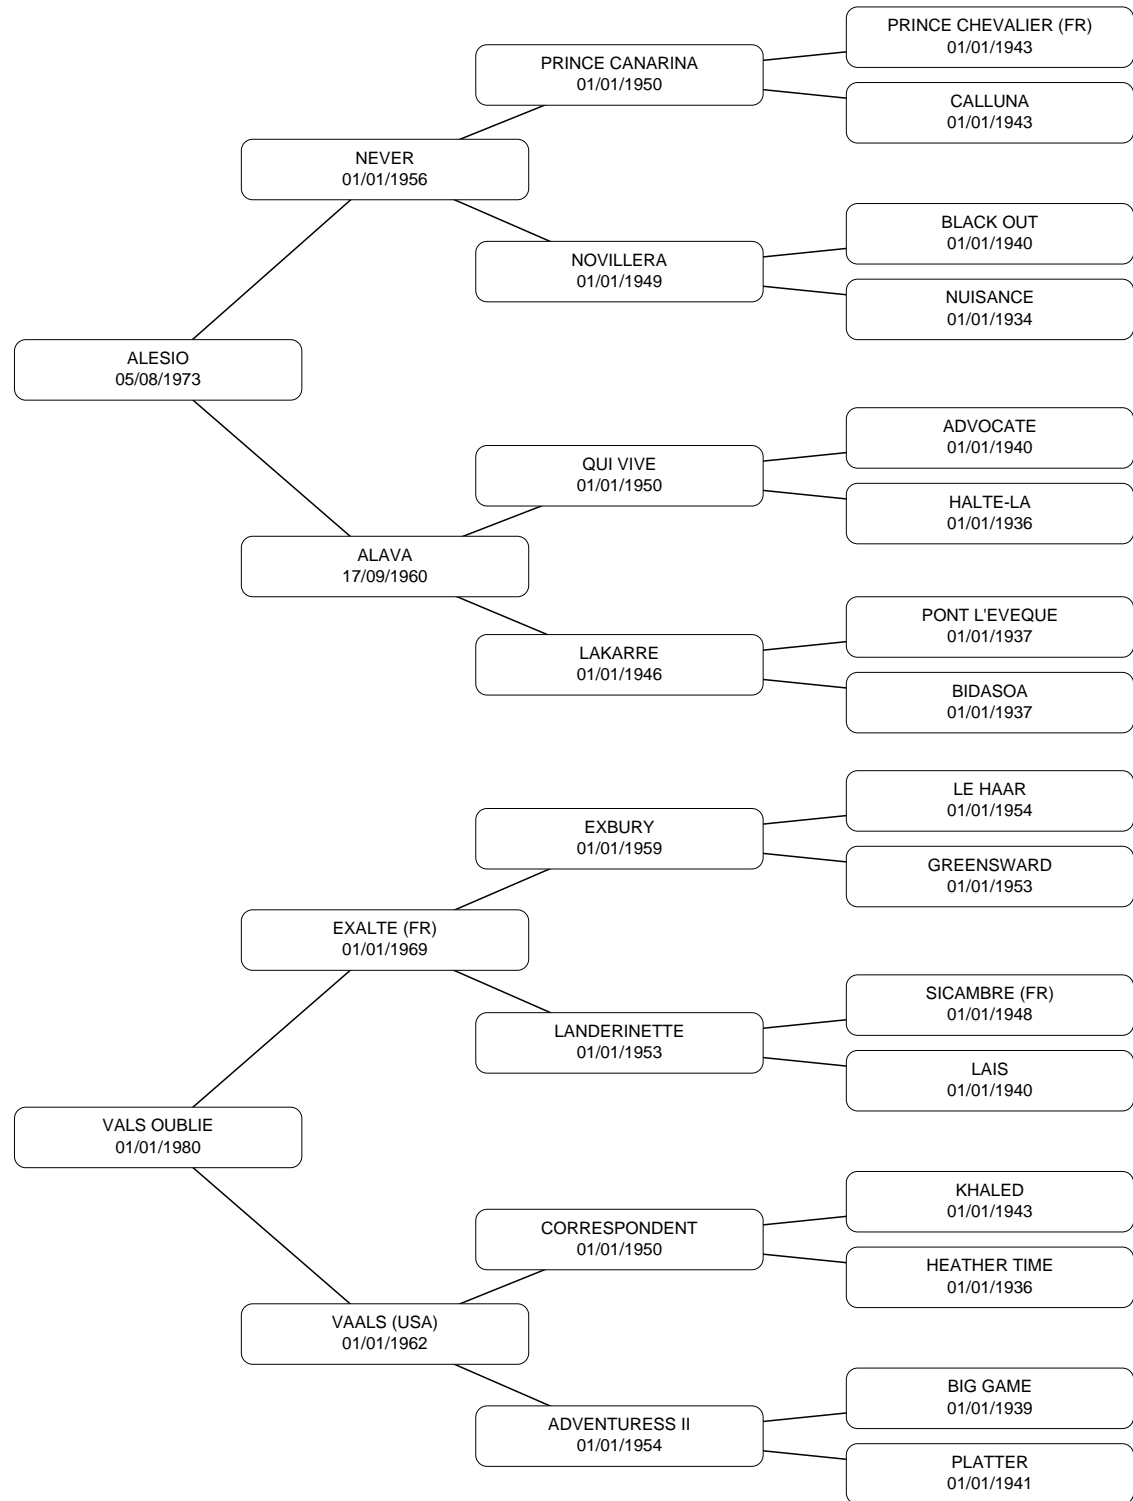 PRINCE CHEVALIER (FR)
01/01/1943
PRINCE CANARINA
01/01/1950
CALLUNA
01/01/1943
NEVER
01/01/1956
BLACK OUT
01/01/1940
NOVILLERA
01/01/1949
NUISANCE
01/01/1934
ALESIO
05/08/1973
ADVOCATE
01/01/1940
QUI VIVE
01/01/1950
HALTE-LA
01/01/1936
ALAVA
17/09/1960
PONT L'EVEQUE
01/01/1937
LAKARRE
01/01/1946
BIDASOA
01/01/1937
LE HAAR
01/01/1954
EXBURY
01/01/1959
GREENSWARD
01/01/1953
EXALTE (FR)
01/01/1969
SICAMBRE (FR)
01/01/1948
LANDERINETTE
01/01/1953
LAIS
01/01/1940
VALS OUBLIE
01/01/1980
KHALED
01/01/1943
CORRESPONDENT
01/01/1950
HEATHER TIME
01/01/1936
VAALS (USA)
01/01/1962
BIG GAME
01/01/1939
ADVENTURESS II
01/01/1954
PLATTER
01/01/1941